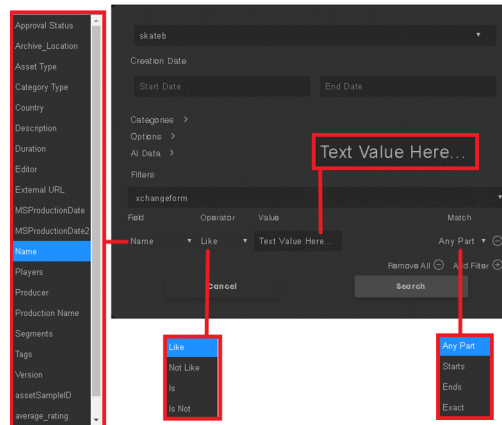 Approval Status
Archive_Location
Asset Type
Category Type
Country
Description
Duration
Editor
External URL
MSProductionDate
MSProductionDate2
Name
Players
Producer
Production Name
Segments
Tags
Version
assetSampleID
average_rating
skateb
Creation Date
Start Date End Date
Categories >
Options >
AI Data >
Text Value Here...
Filters
xchangeform
Field Operator Value Match
Name Like Text Value Here... Any Part
Remove All Add Filter
Cancel Search
Like
Not Like
Is
Is Not
Any Part
Starts
Ends
Exact